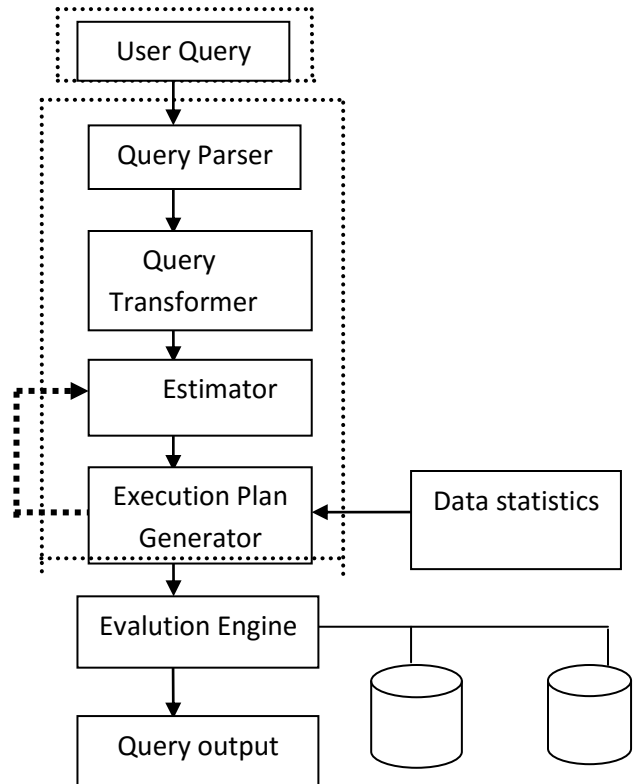 User Query
Query Parser
Query
Transformer
Estimator
Execution Plan
Generator
Data statistics
Evalution Engine
Query output